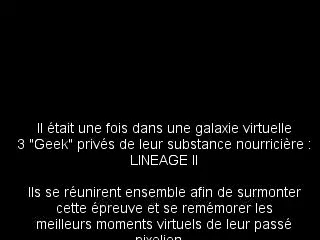 Il était une fois dans une galaxie virtuelle
3 "Geek" privés de leur substance nourricière :
LINEAGE II
Ils se réunirent ensemble afin de surmonter
cette épreuve et se remémorer les
meilleurs moments virtuels de leur passé
pixelien